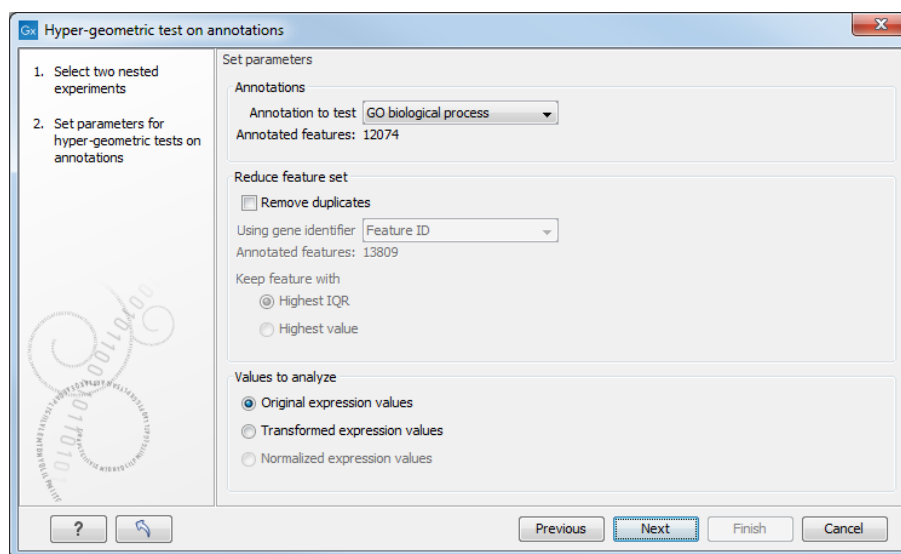 Gx Hyper-geometric test on annotations
1. Select two nested
experiments
2. Set parameters for
hyper-geometric tests on
annotations
Set parameters
Annotations
Annotation to test GO biological process
Annotated features: 12074
Reduce feature set
Remove duplicates
Using gene identifier Feature ID
Annotated features: 13809
Keep feature with
Highest IQR
Highest value
Values to analyze
Original expression values
Transformed expression values
Normalized expression values
? Previous Next Finish Cancel